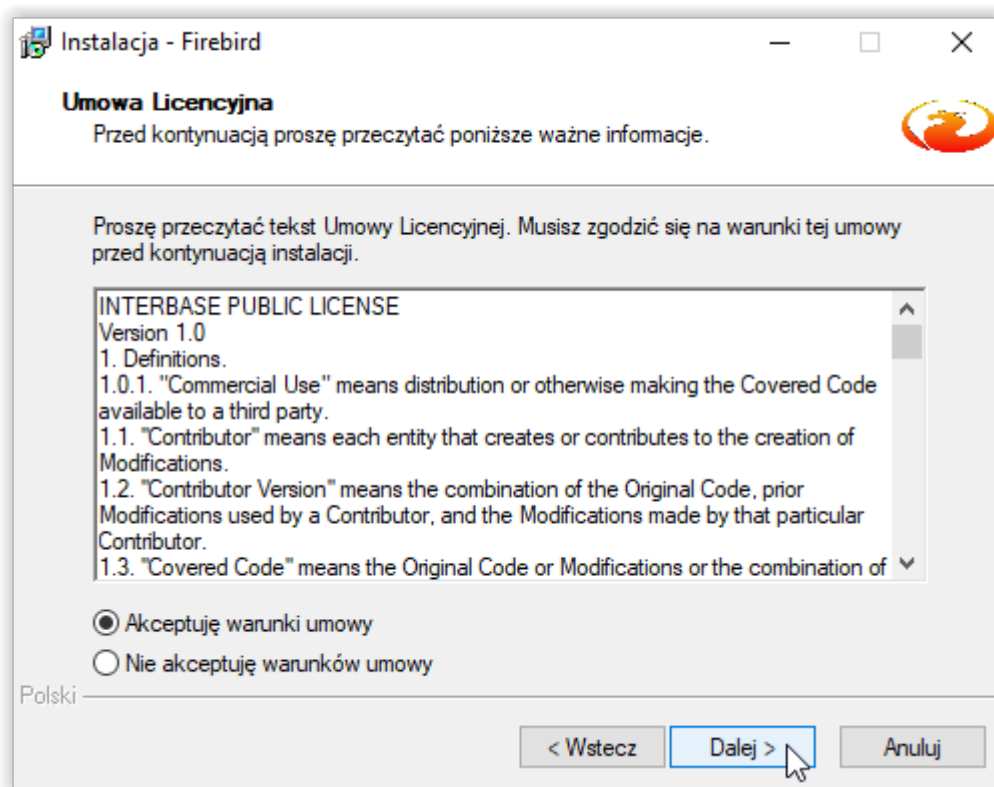 Instalacja - Firebird
Umowa Licencyjna
Przed kontynuacją proszę przeczytać poniższe ważne informacje.
Proszę przeczytać tekst Umowy Licencyjnej. Musisz zgodzić się na warunki tej umowy
przed kontynuacją instalacji.
INTERBASE PUBLIC LICENSE
Version 1.0
1. Definitions.
1.0.1. "Commercial Use" means distribution or otherwise making the Covered Code
available to a third party.
1.1. "Contributor" means each entity that creates or contributes to the creation of
Modifications.
1.2. "Contributor Version" means the combination of the Original Code, prior
Modifications used by a Contributor, and the Modifications made by that particular
Contributor.
1.3. "Covered Code" means the Original Code or Modifications or the combination of
Akceptuję warunki umowy
Nie akceptuję warunków umowy
Polski
< Wstecz
Dalej >
Anuluj